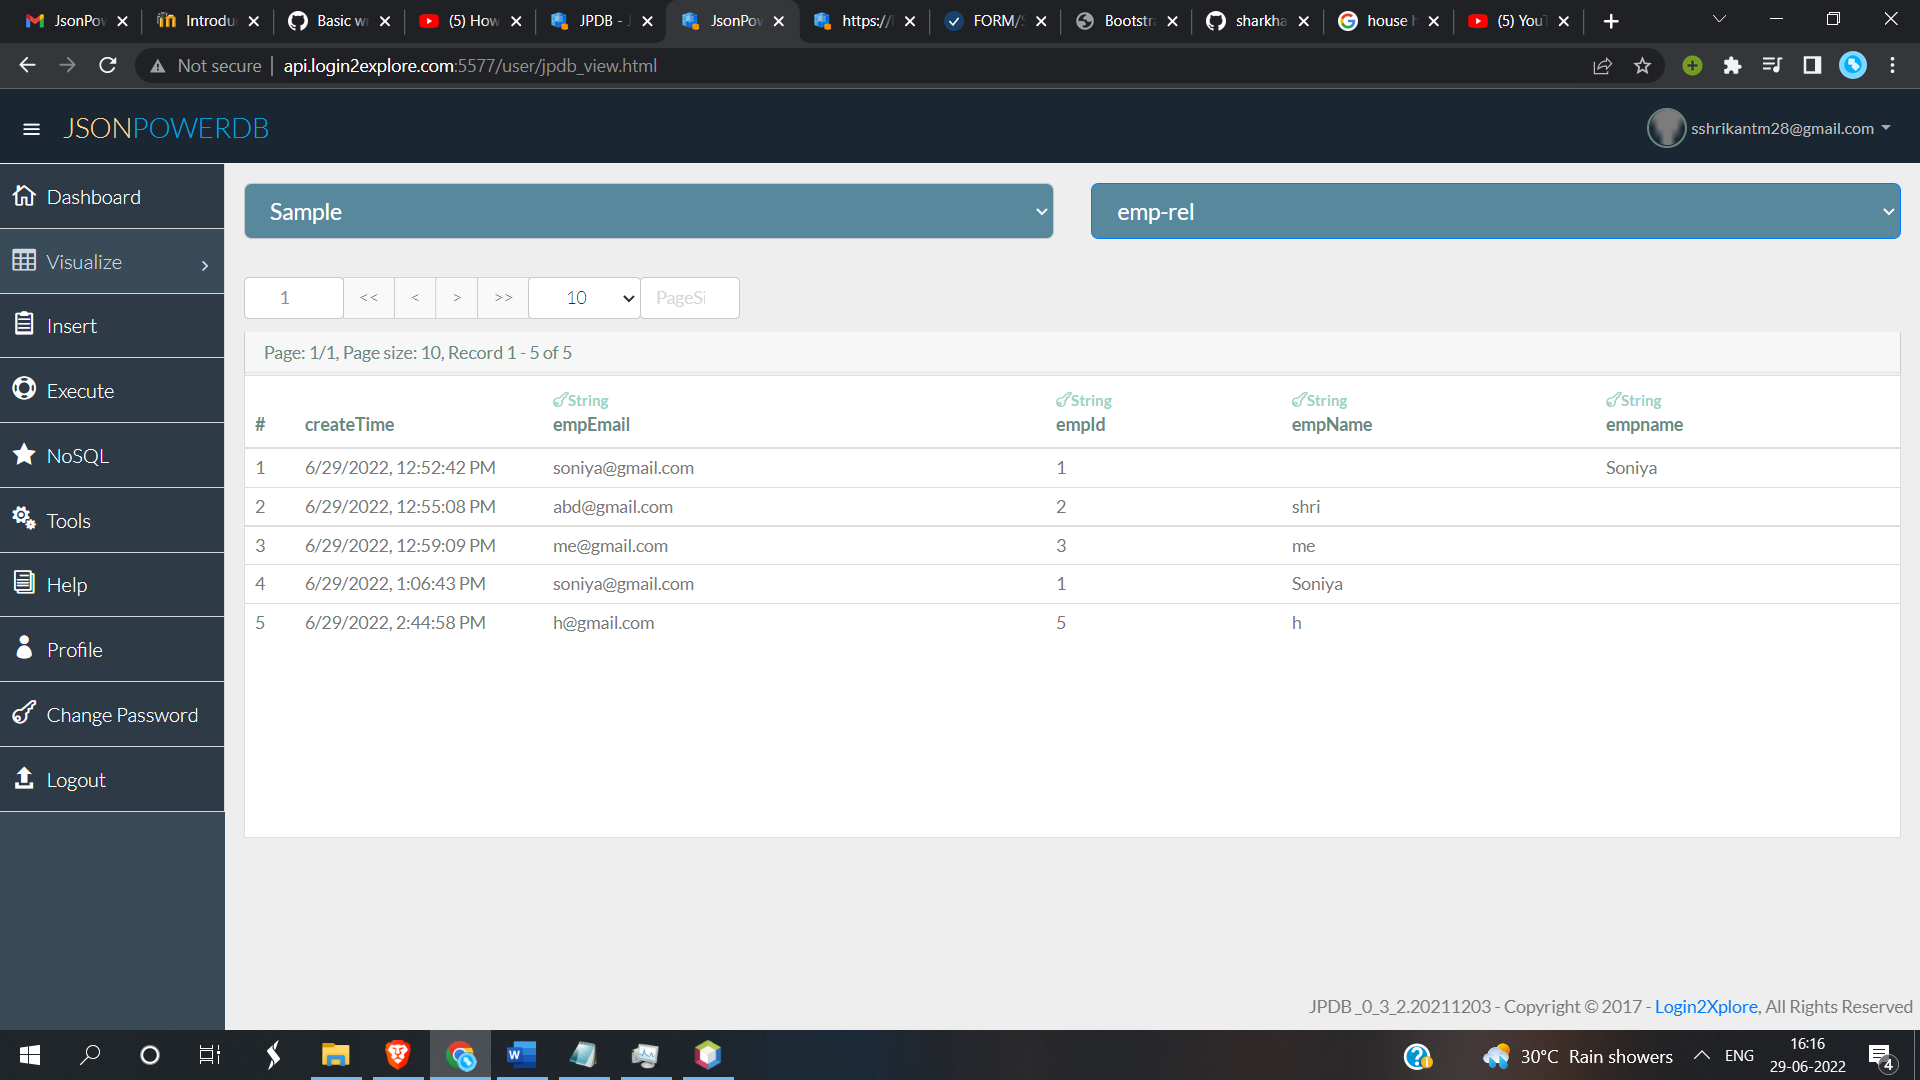 JsonPow Introdu Basic w (5) How JPDB - J JsonPow https:// FORM/S Bootstra sharkha house h (5) YouT
Not secure | api.login2explore.com:5577/user/jpdb_view.html
JSONPOWERDB sshrikantm28@gmail.com
Dashboard
Visualize
Insert
Execute
NoSQL
Tools
Help
Profile
Change Password
Logout
Sample emp-rel
1 << < > >> 10 PageSi
Page: 1/1, Page size: 10, Record 1 - 5 of 5
String String String String
# createTime empEmail empId empName empname
1 6/29/2022, 12:52:42 PM soniya@gmail.com 1 Soniya
2 6/29/2022, 12:55:08 PM abd@gmail.com 2 shri
3 6/29/2022, 12:59:09 PM me@gmail.com 3 me
4 6/29/2022, 1:06:43 PM soniya@gmail.com 1 Soniya
5 6/29/2022, 2:44:58 PM h@gmail.com 5 h
JPDB_0_3_2.20211203 - Copyright © 2017 - Login2Xplore, All Rights Reserved
30°C Rain showers ENG 16:16
29-06-2022
4